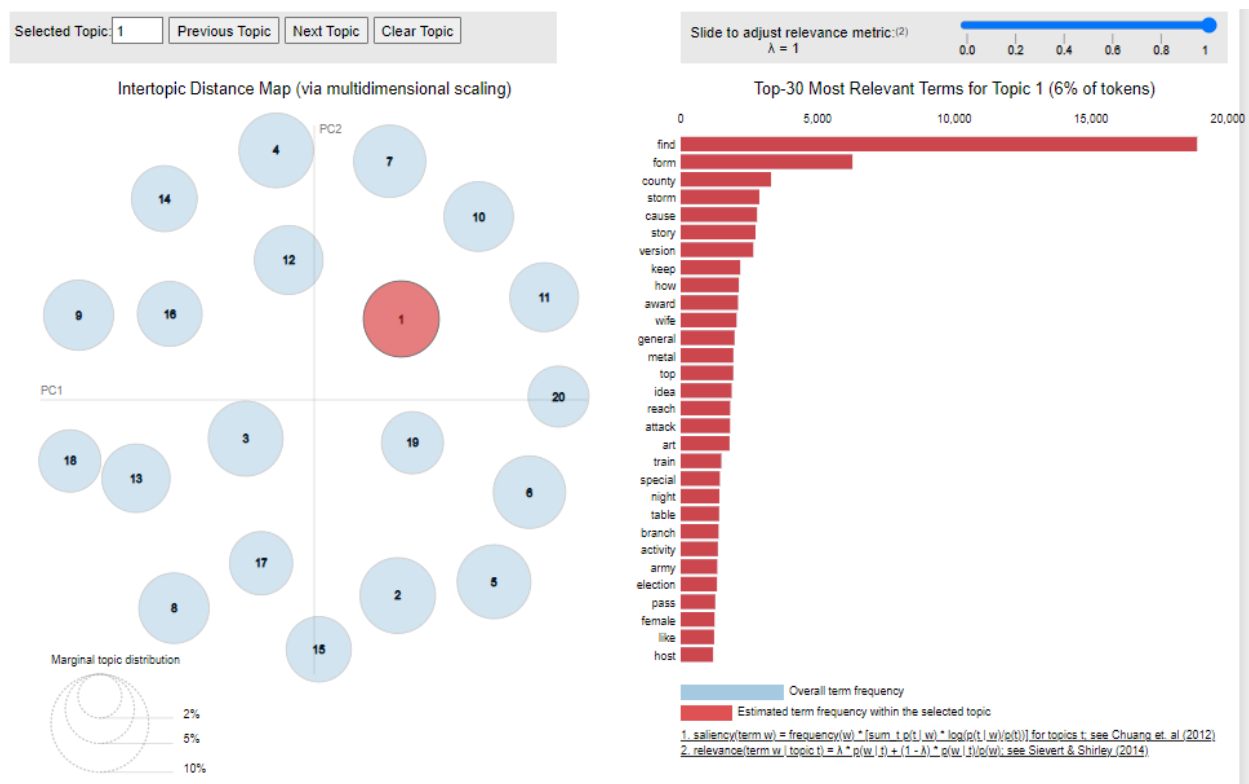 Selected Topic: 1 Previous Topic Next Topic Clear Topic
Slide to adjust relevance metric:(2)
λ = 1
0.0 0.2 0.4 0.6 0.8 1
Intertopic Distance Map (via multidimensional scaling)
PC2
PC1
4
7
14
10
12
11
9
16
1
20
3
19
18
13
6
17
5
2
8
15
Marginal topic distribution
2%
5%
10%
Top-30 Most Relevant Terms for Topic 1 (6% of tokens)
0 5,000 10,000 15,000 20,000
find
form
county
storm
cause
story
version
keep
how
award
wife
general
metal
top
idea
reach
attack
art
train
special
night
table
branch
activity
army
election
pass
female
like
host
Overall term frequency
Estimated term frequency within the selected topic
1. saliency(term w) = frequency(w) * [sum_t p(t | w) * log(p(t | w)/p(t))] for topics t; see Chuang et. al (2012)
2. relevance(term w | topic t) = λ * p(w | t) + (1 - λ) * p(w | t)/p(w); see Sievert & Shirley (2014)